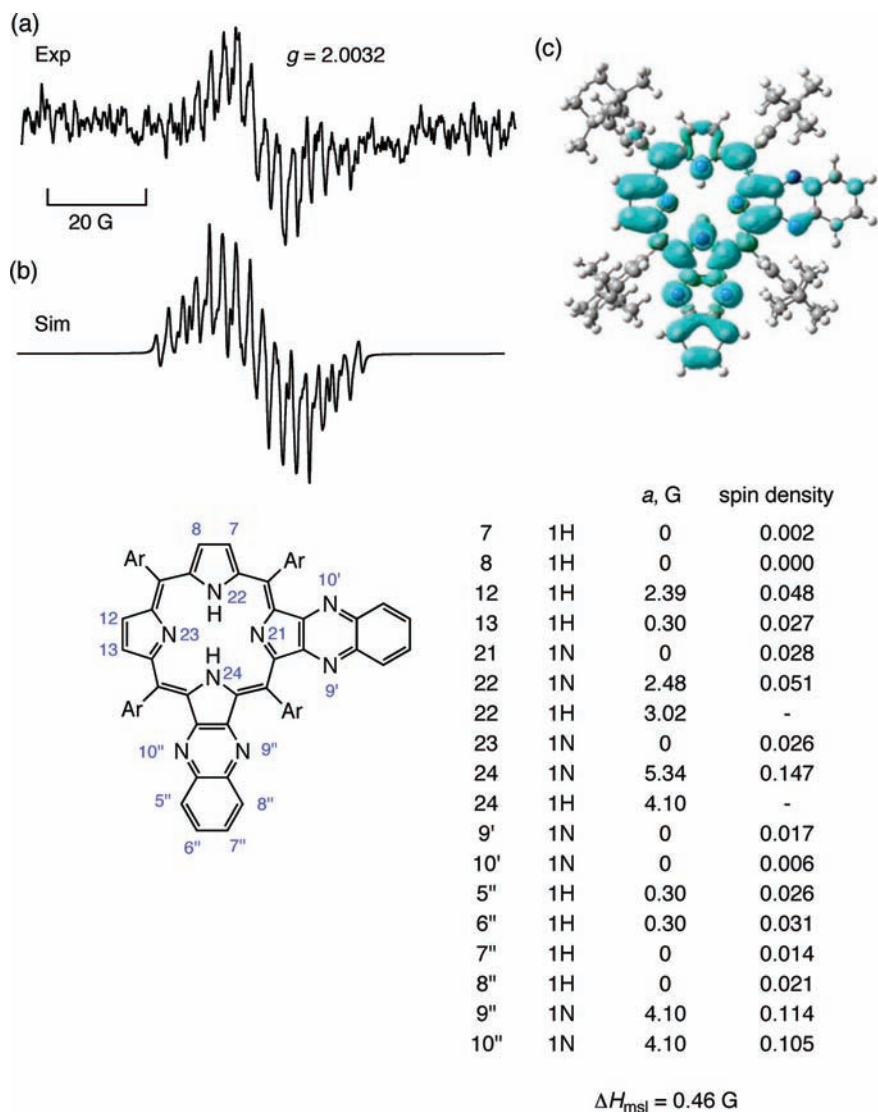 (a)
Exp
g = 2.0032
(c)
20 G
(b)
Sim
8 7
Ar Ar
10'
N
N
H 22
12
N 23
N 21
13
H
N 24
N
9'
Ar Ar
10" N
N 9"
5" 8"
6" 7"
a, G spin density
7 1H 0 0.002
8 1H 0 0.000
12 1H 2.39 0.048
13 1H 0.30 0.027
21 1N 0 0.028
22 1N 2.48 0.051
22 1H 3.02 -
23 1N 0 0.026
24 1N 5.34 0.147
24 1H 4.10 -
9' 1N 0 0.017
10' 1N 0 0.006
5" 1H 0.30 0.026
6" 1H 0.30 0.031
7" 1H 0 0.014
8" 1H 0 0.021
9" 1N 4.10 0.114
10" 1N 4.10 0.105
ΔHmsl = 0.46 G